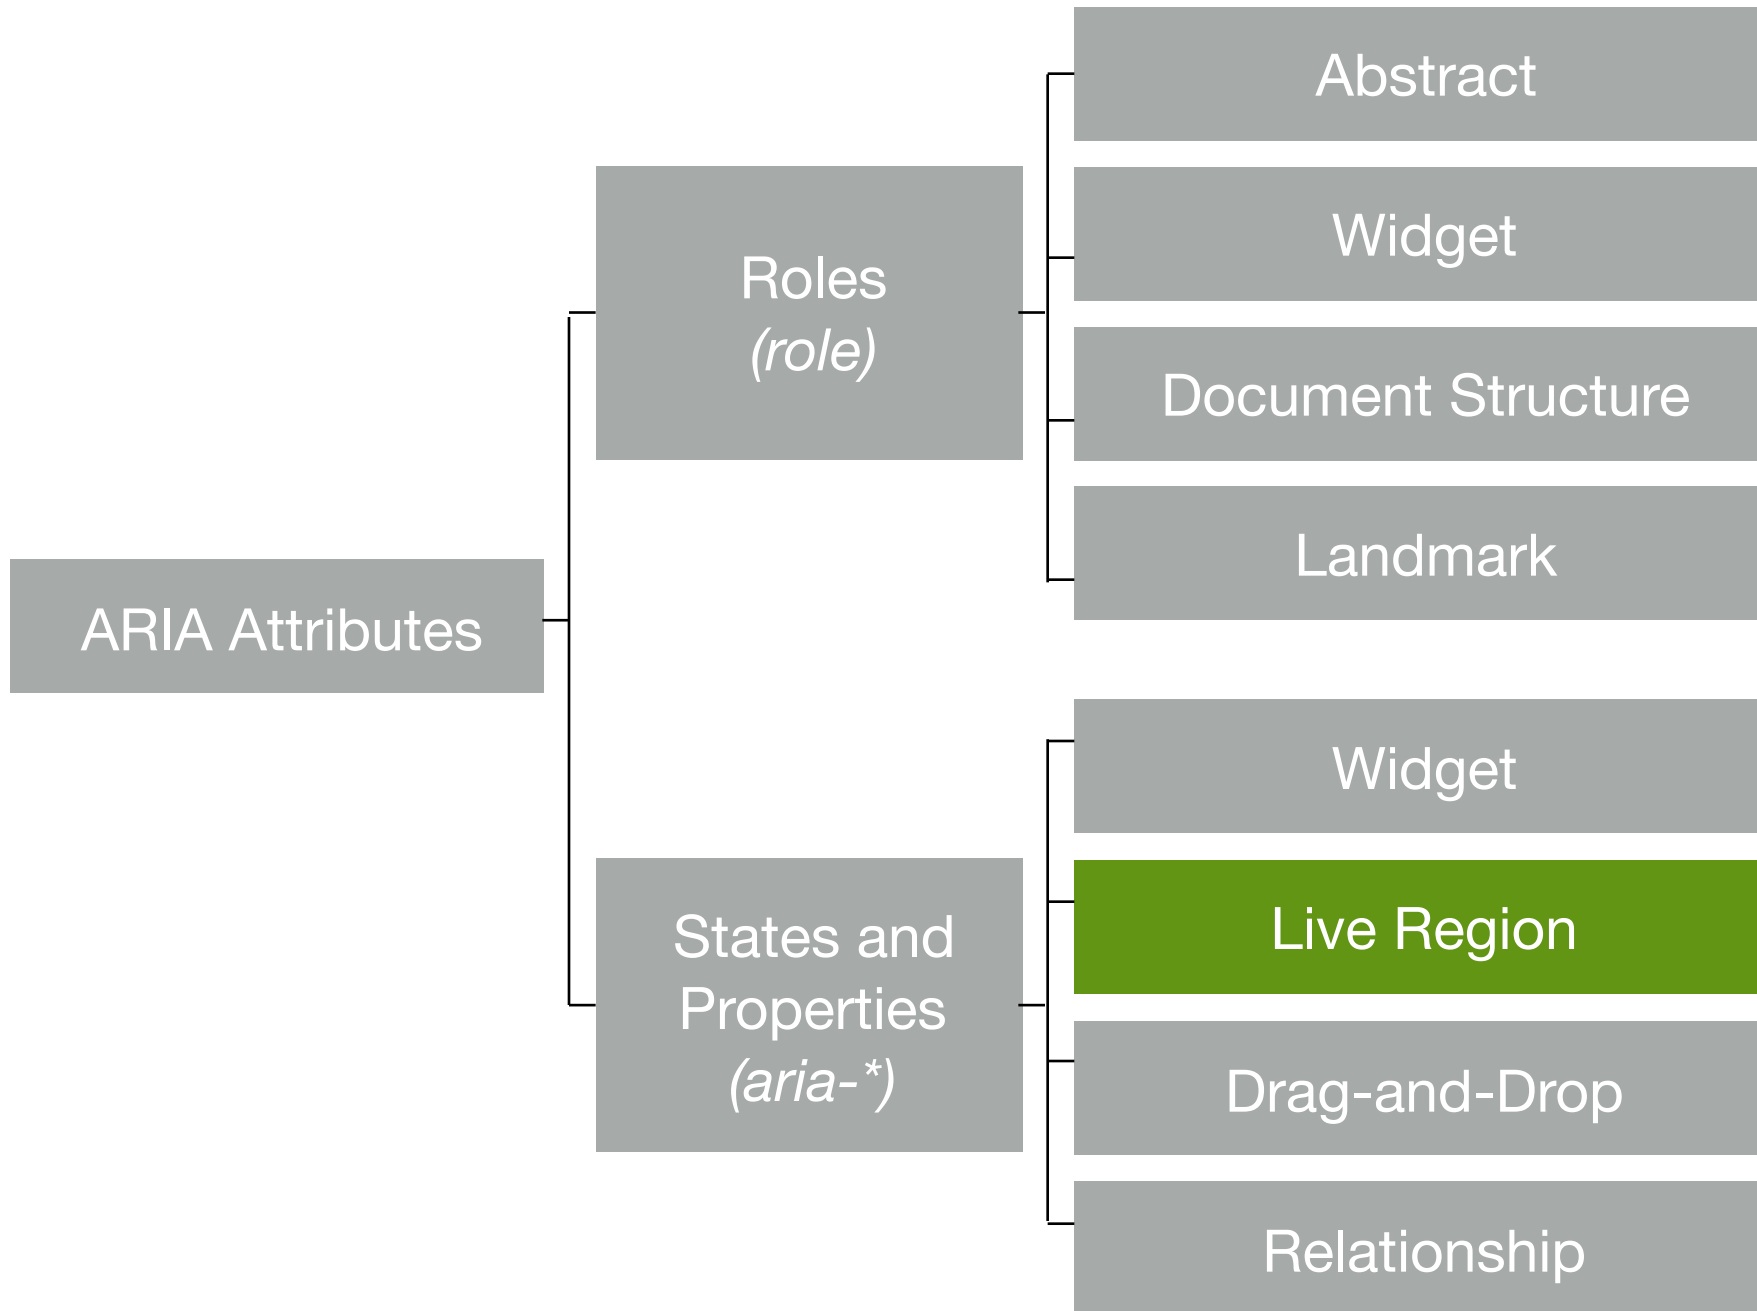 ARIA Attributes
Roles
(role)
Abstract
Widget
Document Structure
Landmark
States and
Properties
(aria-*)
Widget
Live Region
Drag-and-Drop
Relationship